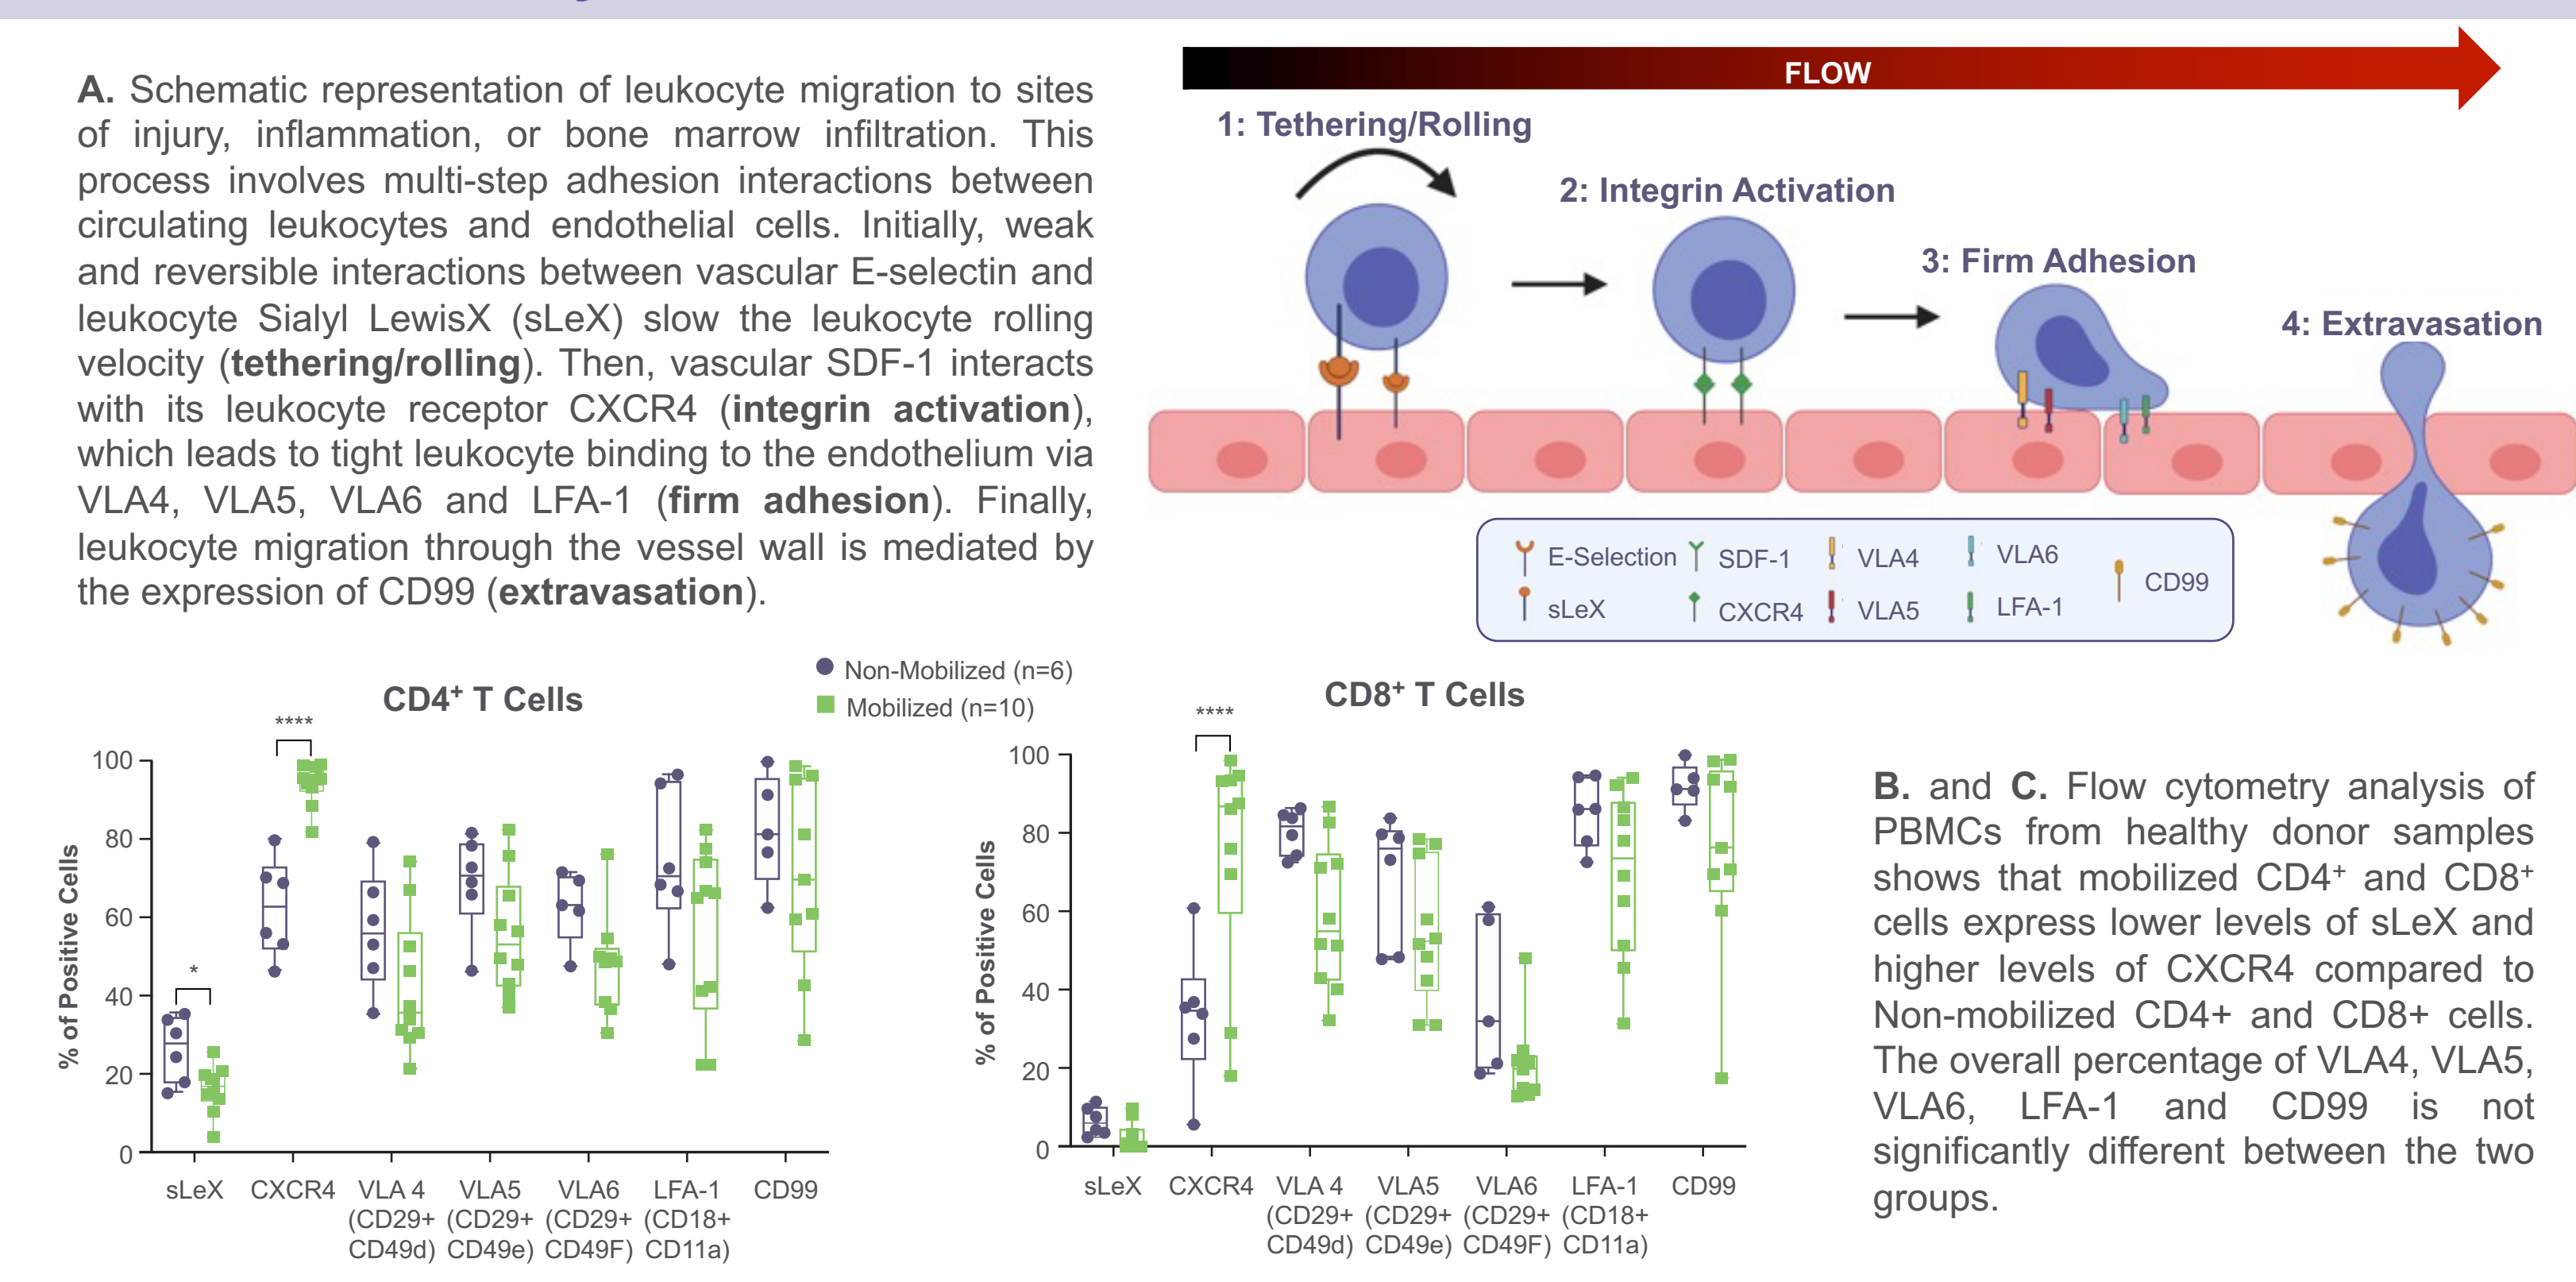 A. Schematic representation of leukocyte migration to sites
of injury, inflammation, or bone marrow infiltration. This
process involves multi-step adhesion interactions between
circulating leukocytes and endothelial cells. Initially, weak
and reversible interactions between vascular E-selectin and
leukocyte Sialyl LewisX (sLeX) slow the leukocyte rolling
velocity (tethering/rolling). Then, vascular SDF-1 interacts
with its leukocyte receptor CXCR4 (integrin activation),
which leads to tight leukocyte binding to the endothelium via
VLA4, VLA5, VLA6 and LFA-1 (firm adhesion). Finally,
leukocyte migration through the vessel wall is mediated by
the expression of CD99 (extravasation).
FLOW
1: Tethering/Rolling
2: Integrin Activation
3: Firm Adhesion
4: Extravasation
E-Selection
SDF-1
VLA4
VLA6
CD99
sLeX
CXCR4
VLA5
LFA-1
Non-Mobilized (n=6)
Mobilized (n=10)
CD4+ T Cells
****
*
% of Positive Cells
100
80
60
40
20
0
sLeX CXCR4 VLA 4 VLA5 VLA6 LFA-1 CD99
(CD29+ (CD29+ (CD29+ (CD18+
CD49d) CD49e) CD49F) CD11a)
CD8+ T Cells
****
% of Positive Cells
100
80
60
40
20
0
sLeX CXCR4 VLA 4 VLA5 VLA6 LFA-1 CD99
(CD29+ (CD29+ (CD29+ (CD18+
CD49d) CD49e) CD49F) CD11a)
B. and C. Flow cytometry analysis of
PBMCs from healthy donor samples
shows that mobilized CD4+ and CD8+
cells express lower levels of sLeX and
higher levels of CXCR4 compared to
Non-mobilized CD4+ and CD8+ cells.
The overall percentage of VLA4, VLA5,
VLA6, LFA-1 and CD99 is not
significantly different between the two
groups.